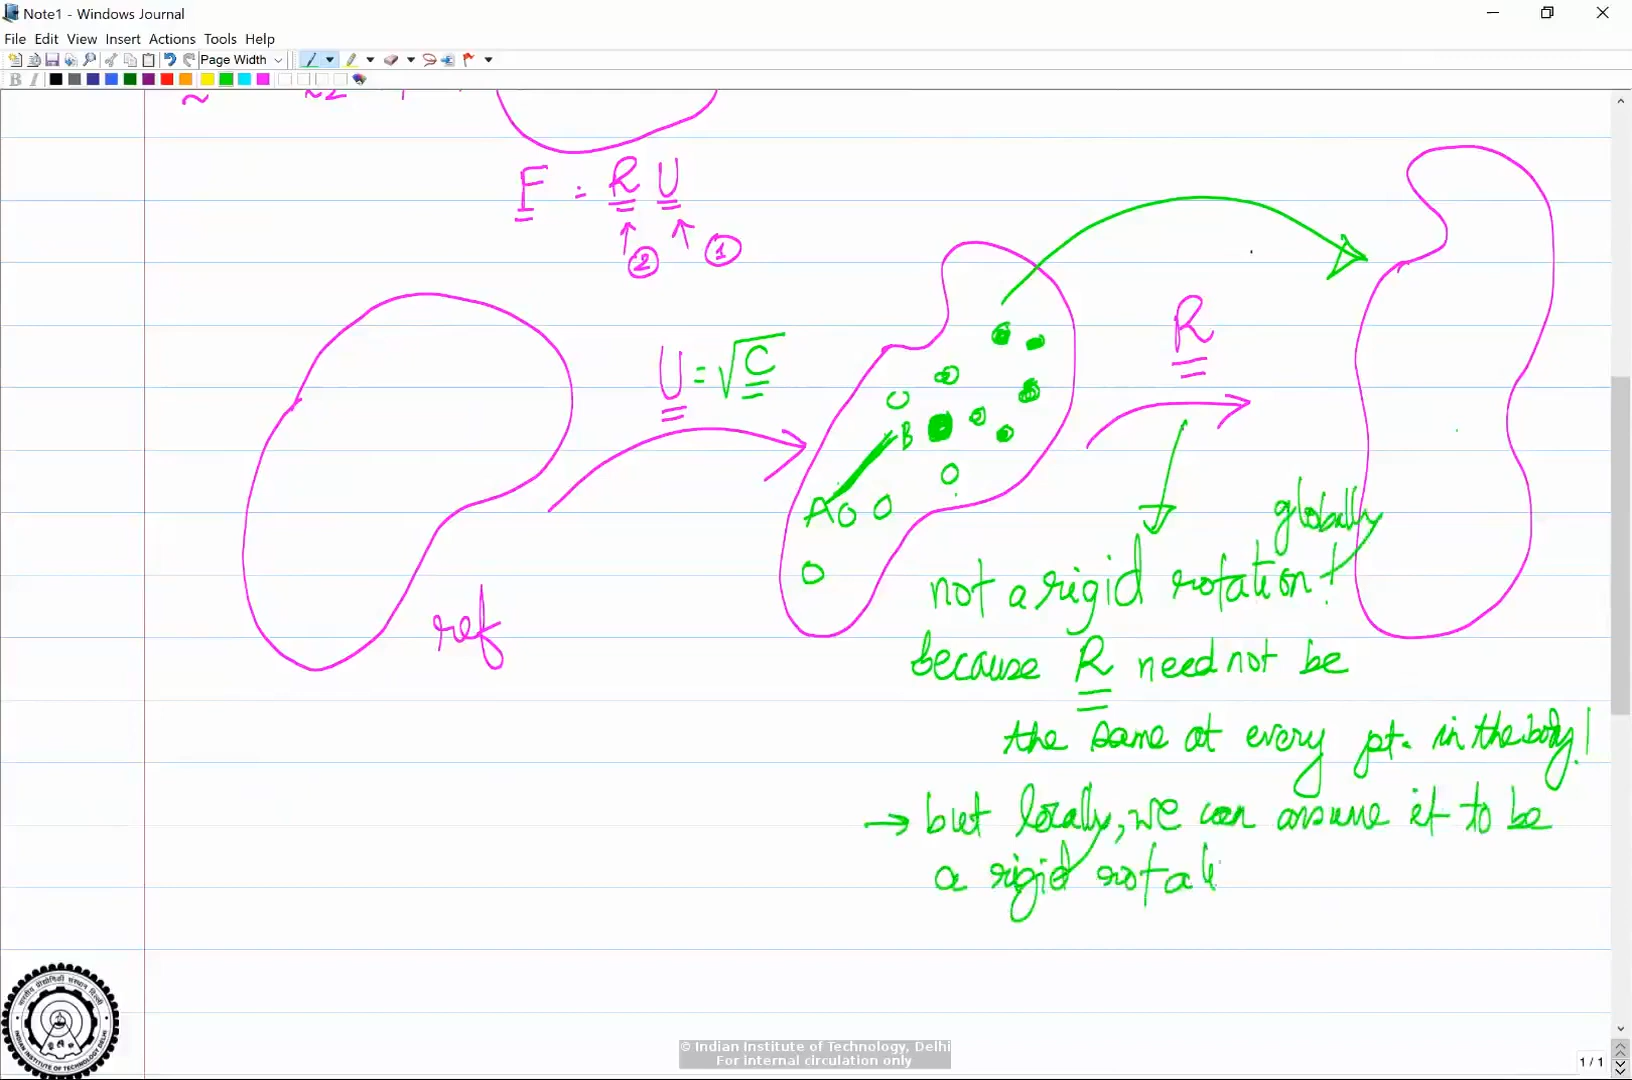 Note1 - Windows Journal
File Edit View Insert Actions Tools Help
Page Width
B I
~ ~2
F = R U
② ①
U = √C
R
B
A
ref
globally
not a rigid rotation!
because R need not be
the same at every pt. in the body!
→ but locally, we can assume it to be
a rigid rotati
© Indian Institute of Technology, Delhi
For internal circulation only
1 / 1